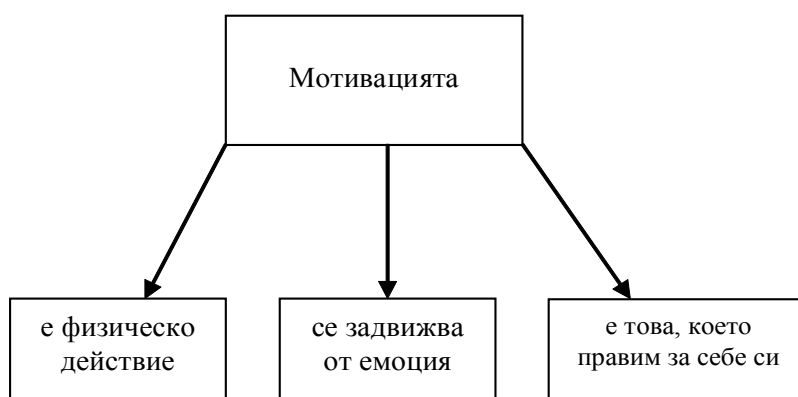 Мотивацията
е физическо
действие
се задвижва
от емоция
е това, което
правим за себе си